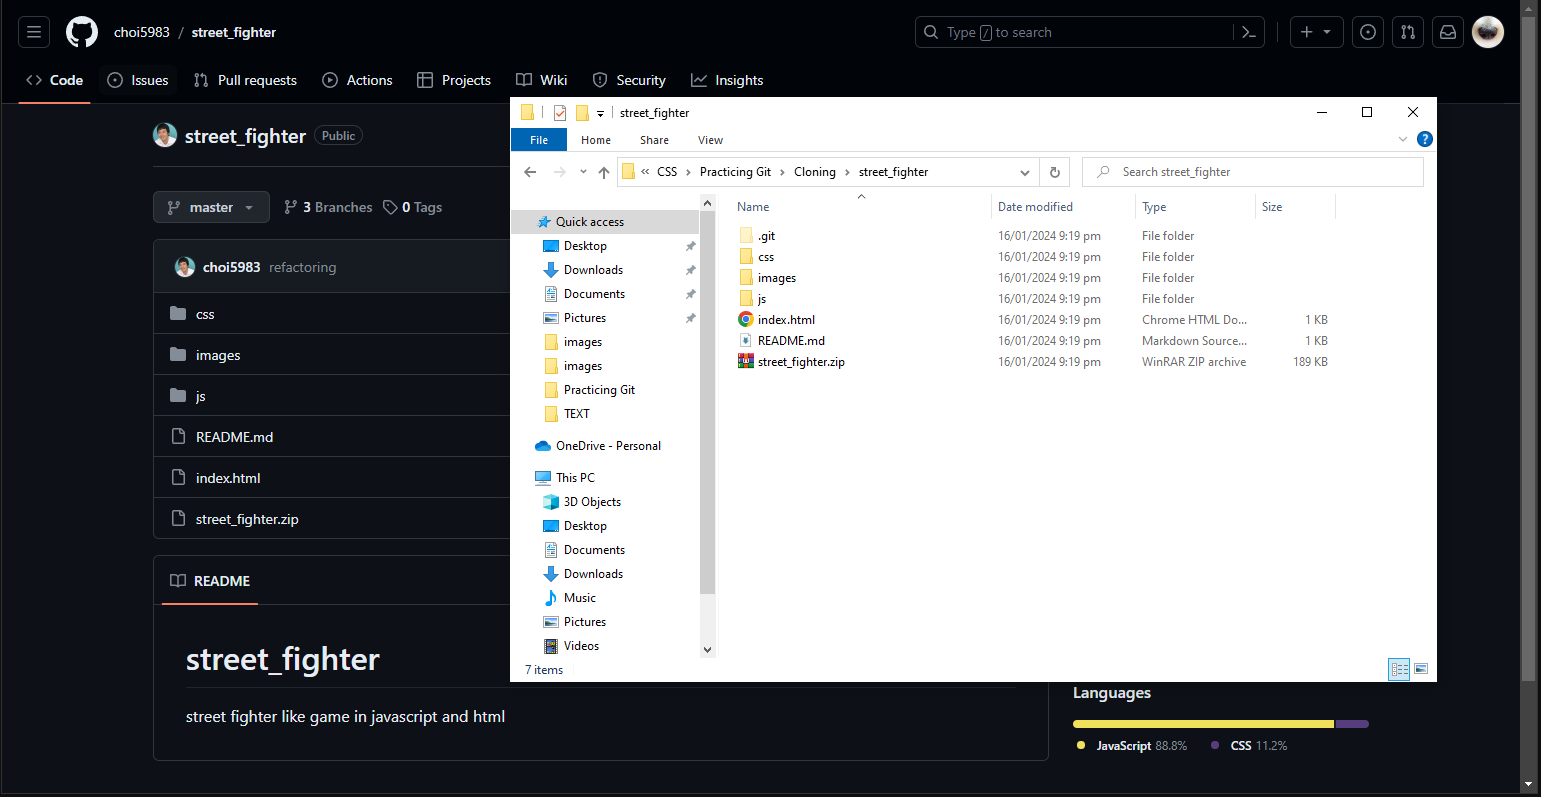 choi5983 / street_fighter
Type / to search
Code Issues Pull requests Actions Projects Wiki Security Insights
street_fighter Public
master 3 Branches 0 Tags
choi5983 refactoring
css
images
js
README.md
index.html
street_fighter.zip
README
street_fighter
street fighter like game in javascript and html
Languages
JavaScript 88.8% CSS 11.2%
street_fighter
File Home Share View
« CSS > Practicing Git > Cloning > street_fighter
Search street_fighter
Quick access
Desktop
Downloads
Documents
Pictures
images
images
Practicing Git
TEXT
OneDrive - Personal
This PC
3D Objects
Desktop
Documents
Downloads
Music
Pictures
Videos
Name Date modified Type Size
.git 16/01/2024 9:19 pm File folder
css 16/01/2024 9:19 pm File folder
images 16/01/2024 9:19 pm File folder
js 16/01/2024 9:19 pm File folder
index.html 16/01/2024 9:19 pm Chrome HTML Do... 1 KB
README.md 16/01/2024 9:19 pm Markdown Source... 1 KB
street_fighter.zip 16/01/2024 9:19 pm WinRAR ZIP archive 189 KB
7 items